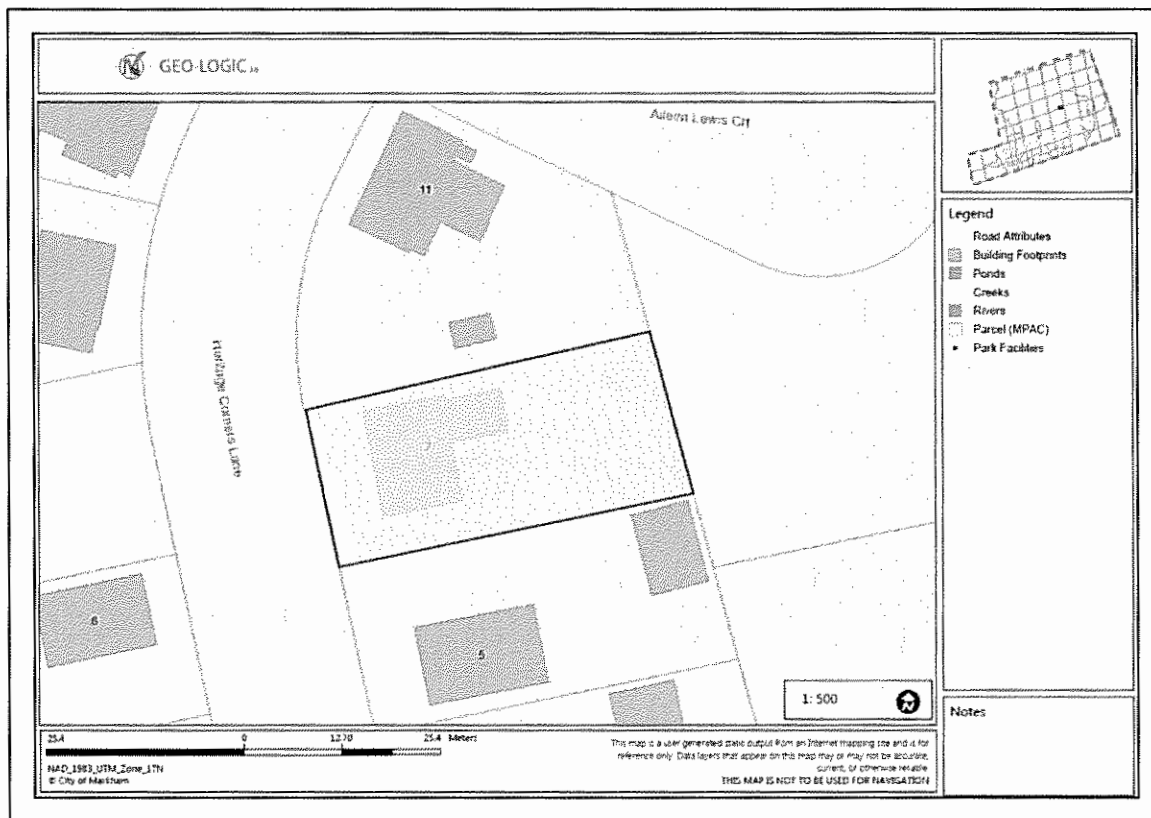 GEO-LOGIC
11
7
6
5
1: 500
Legend
Road Attributes
Building Footprints
Ponds
Creeks
Rivers
Parcel (MPAC)
Park Facilities
Notes
25.4 0 12.70 25.4 Meters
NAD_1983_UTM_Zone_17N
© City of Markham
This map is a user generated static output from an Internet mapping site and is for
reference only. Data layers that appear on this map may or may not be accurate,
current, or otherwise reliable.
THIS MAP IS NOT TO BE USED FOR NAVIGATION
Heritage Corners Lane
Lewis Crt